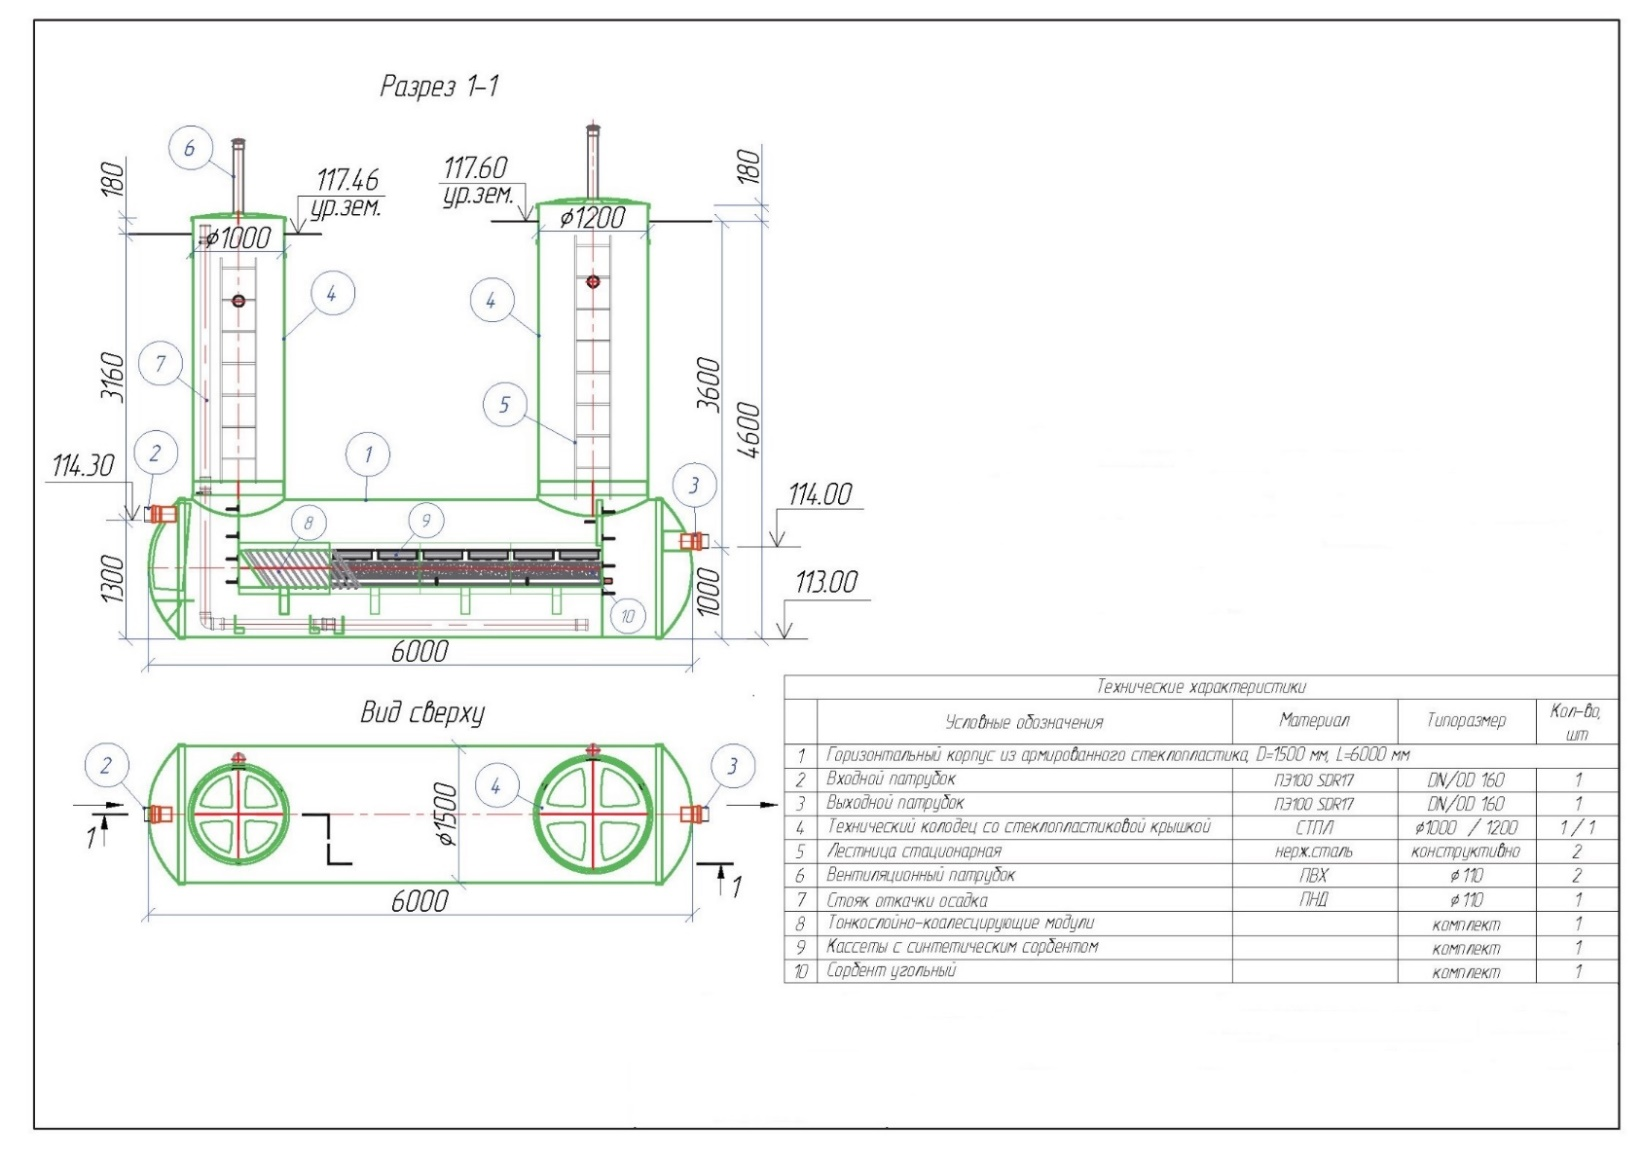 Разрез 1-1
6
180
117.46
ур.зем.
117.60
ур.зем.
180
ϕ1000
ϕ1200
4
4
7
3160
5
3600
4600
2
1
114.30
3
114.00
8
9
1300
1000
113.00
10
6000
Вид сверху
2
4
3
ϕ1500
1
1
6000
Технические характеристики
Условные обозначения Материал Типоразмер Кол-во,
шт
1 Горизонтальный корпус из армированного стеклопластика, D=1500 мм, L=6000 мм
2 Входной патрубок ПЭ100 SDR17 DN/OD 160 1
3 Выходной патрубок ПЭ100 SDR17 DN/OD 160 1
4 Технический колодец со стеклопластиковой крышкой СТПЛ ϕ1000 / 1200 1 / 1
5 Лестница стационарная нерж.сталь конструктивно 2
6 Вентиляционный патрубок ПВХ ϕ 110 2
7 Стояк откачки осадка ПНД ϕ 110 1
8 Тонкослойно-коалесцирующие модули комплект 1
9 Кассеты с синтетическим сорбентом комплект 1
10 Сорбент угольный комплект 1